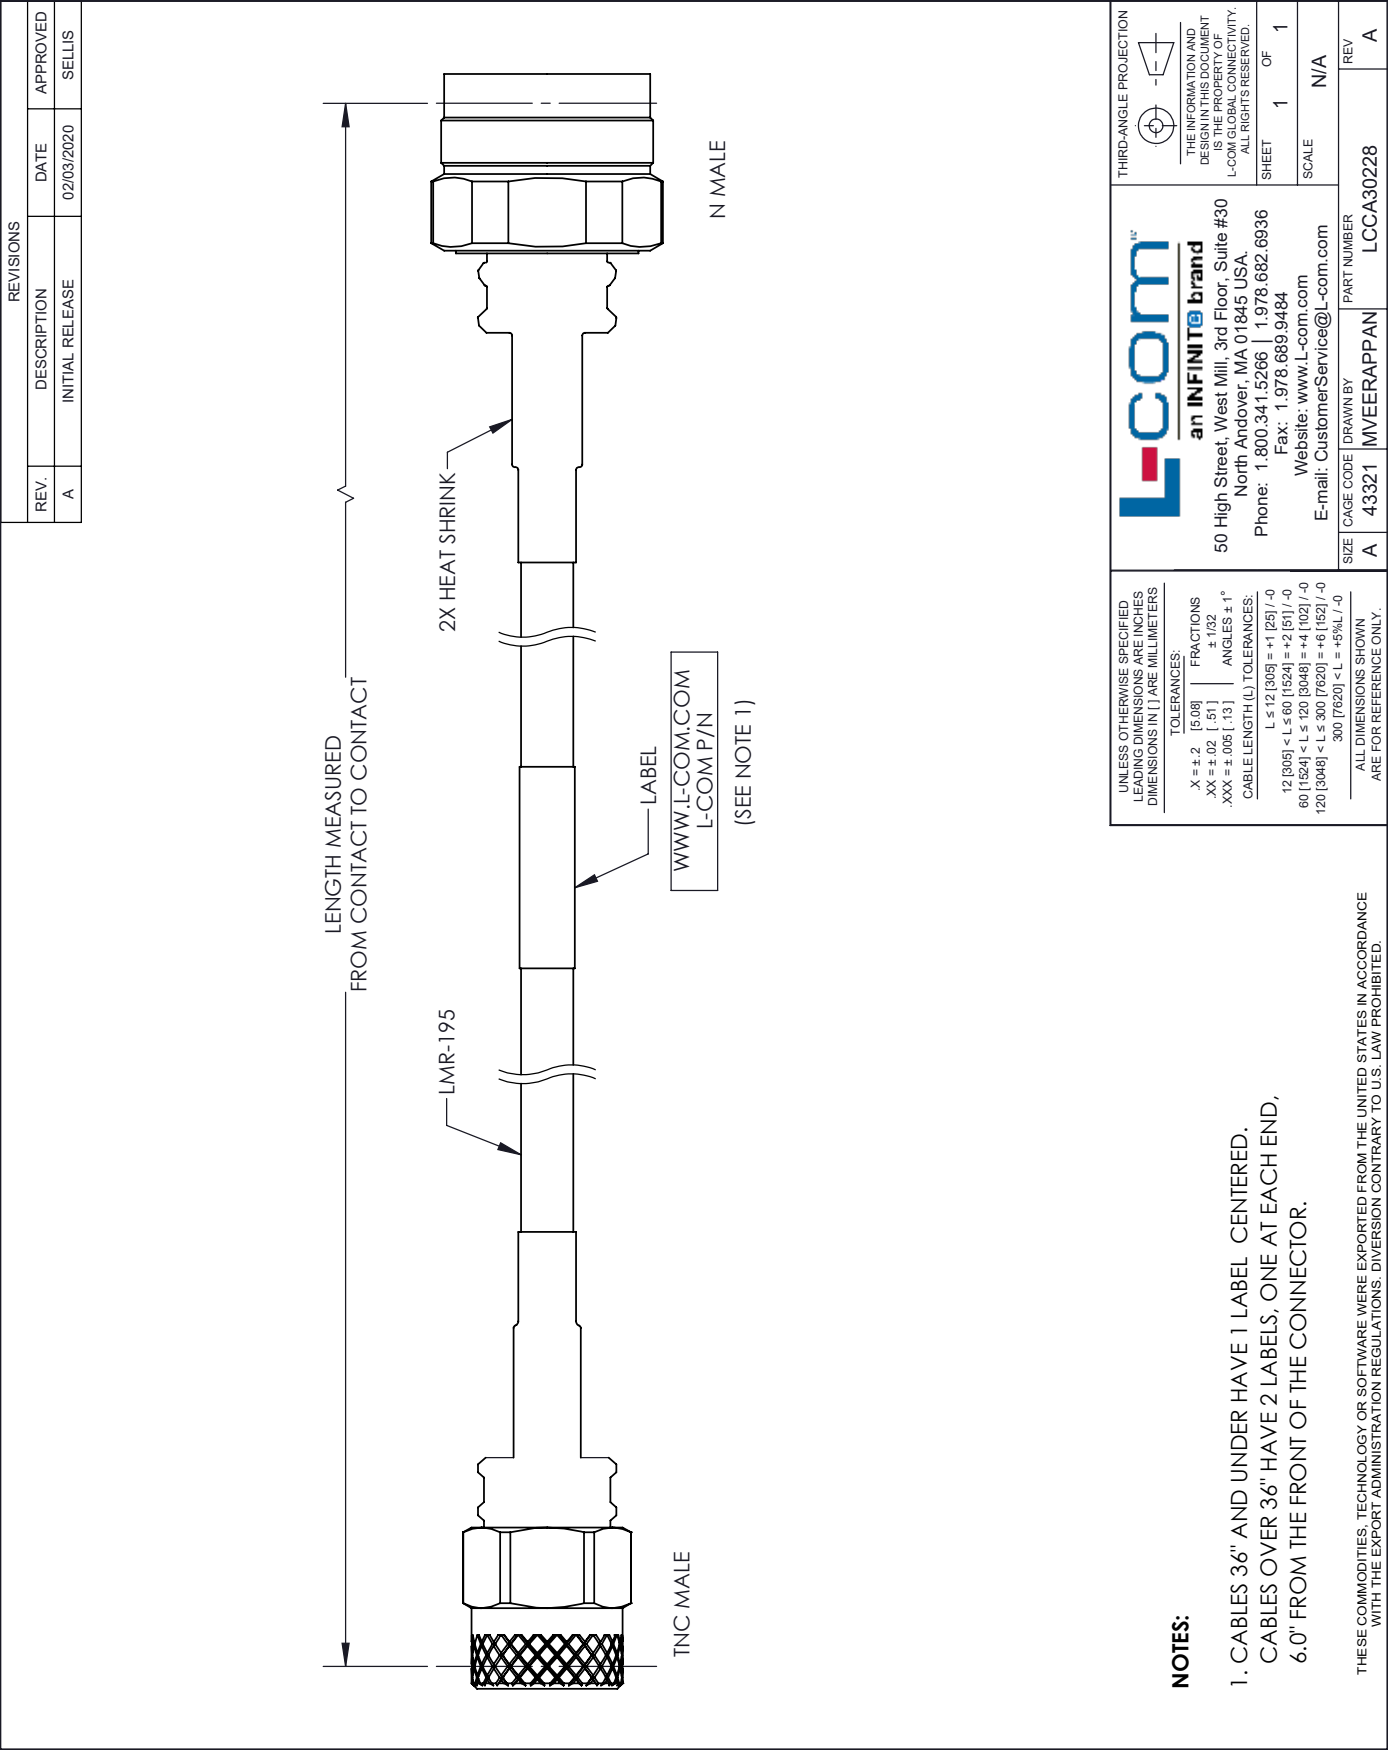 REVISIONS
REV. DESCRIPTION DATE APPROVED
A INITIAL RELEASE 02/03/2020 SELLIS
LENGTH MEASURED
FROM CONTACT TO CONTACT
LMR-195
2X HEAT SHRINK
LABEL
WWW.L-COM.COM
L-COM P/N
(SEE NOTE 1)
TNC MALE
N MALE
NOTES:
1. CABLES 36" AND UNDER HAVE 1 LABEL CENTERED.
CABLES OVER 36" HAVE 2 LABELS, ONE AT EACH END,
6.0" FROM THE FRONT OF THE CONNECTOR.
THESE COMMODITIES, TECHNOLOGY OR SOFTWARE WERE EXPORTED FROM THE UNITED STATES IN ACCORDANCE
WITH THE EXPORT ADMINISTRATION REGULATIONS. DIVERSION CONTRARY TO U.S. LAW PROHIBITED.
UNLESS OTHERWISE SPECIFIED
LEADING DIMENSIONS ARE INCHES
DIMENSIONS IN [ ] ARE MILLIMETERS
TOLERANCES:
.X = ± .2 [5.08] FRACTIONS
.XX = ± .02 [ .51 ] ± 1/32
.XXX = ± .005 [ .13 ] ANGLES ± 1°
CABLE LENGTH (L) TOLERANCES:
L ≤ 12 [305] = +1 [25] / -0
12 [305] < L ≤ 60 [1524] = +2 [51] / -0
60 [1524] < L ≤ 120 [3048] = +4 [102] / -0
120 [3048] < L ≤ 300 [7620] = +6 [152] / -0
300 [7620] < L = +5%L / -0
ALL DIMENSIONS SHOWN
ARE FOR REFERENCE ONLY.
L-com
an INFINITe brand
50 High Street, West Mill, 3rd Floor, Suite #30
North Andover, MA 01845 USA.
Phone: 1.800.341.5266 | 1.978.682.6936
Fax: 1.978.689.9484
Website: www.L-com.com
E-mail: CustomerService@L-com.com
THIRD-ANGLE PROJECTION
THE INFORMATION AND
DESIGN IN THIS DOCUMENT
IS THE PROPERTY OF
L-COM GLOBAL CONNECTIVITY.
ALL RIGHTS RESERVED.
SHEET 1 OF 1
SCALE N/A
SIZE CAGE CODE DRAWN BY PART NUMBER REV
A 43321 MVEERAPPAN LCCA30228 A